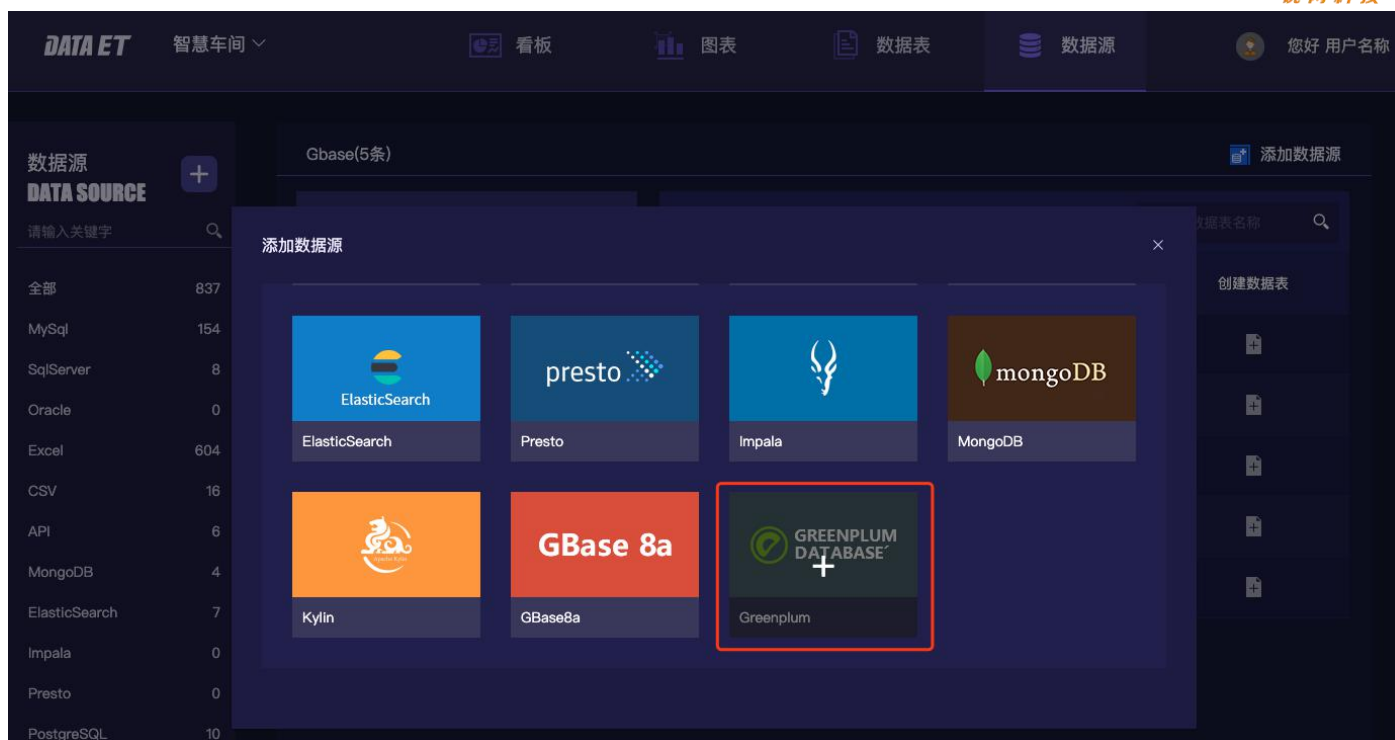 DATA ET 智慧车间 看板 图表 数据表 数据源 您好 用户名称
数据源
DATA SOURCE
请输入关键字
全部 837
MySql 154
SqlServer 8
Oracle 0
Excel 604
CSV 16
API 6
MongoDB 4
ElasticSearch 7
Impala 0
Presto 0
PostgreSQL 10
Gbase(5条) 添加数据源
数据表名称
创建数据表
添加数据源 ×
ElasticSearch presto mongoDB
ElasticSearch Presto Impala MongoDB
GBase 8a GREENPLUM
DATABASE
Kylin GBase8a Greenplum